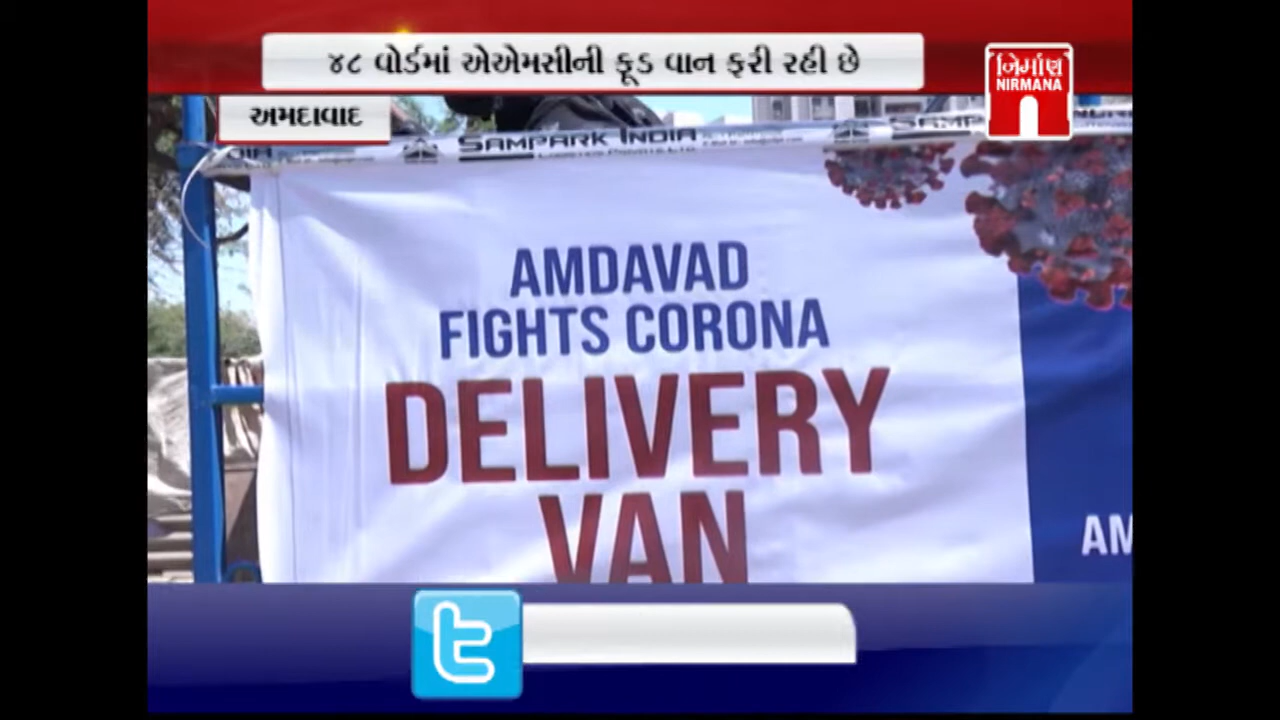 ૪૮ વોર્ડમાં એએમસીની ફૂડ વાન ફરી રહી છે
નિર્માણ
NIRMANA
અમદાવાદ
SAMPARK INDIA
AMDAVAD
FIGHTS CORONA
DELIVERY
VAN
AM